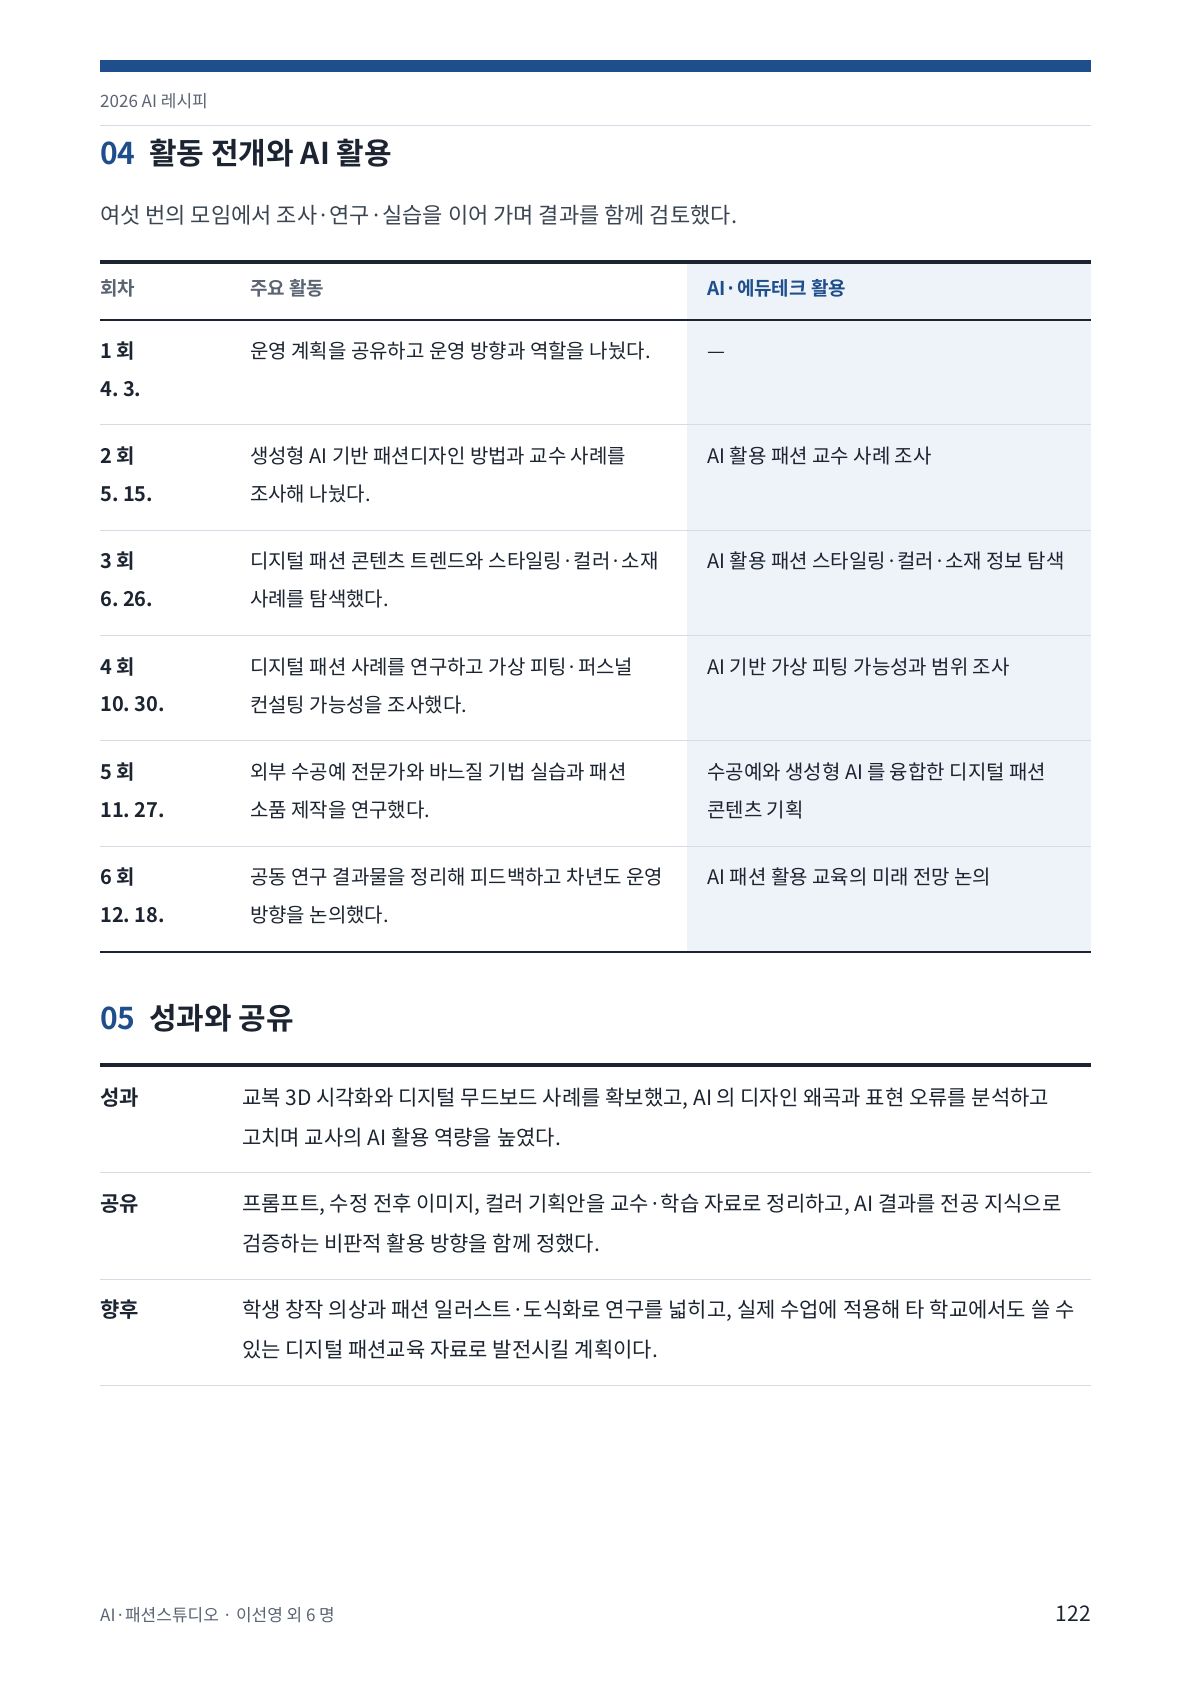 2026 AI 레시피
04 활동 전개와 AI 활용
여섯 번의 모임에서 조사·연구·실습을 이어 가며 결과를 함께 검토했다.
회차 주요 활동 AI·에듀테크 활용
1 회 운영 계획을 공유하고 운영 방향과 역할을 나눴다. —
4. 3.
2 회 생성형 AI 기반 패션디자인 방법과 교수 사례를 AI 활용 패션 교수 사례 조사
5. 15. 조사해 나눴다.
3 회 디지털 패션 콘텐츠 트렌드와 스타일링·컬러·소재 AI 활용 패션 스타일링·컬러·소재 정보 탐색
6. 26. 사례를 탐색했다.
4 회 디지털 패션 사례를 연구하고 가상 피팅·퍼스널 AI 기반 가상 피팅 가능성과 범위 조사
10. 30. 컨설팅 가능성을 조사했다.
5 회 외부 수공예 전문가와 바느질 기법 실습과 패션 수공예와 생성형 AI 를 융합한 디지털 패션
11. 27. 소품 제작을 연구했다. 콘텐츠 기획
6 회 공동 연구 결과물을 정리해 피드백하고 차년도 운영 AI 패션 활용 교육의 미래 전망 논의
12. 18. 방향을 논의했다.
05 성과와 공유
성과 교복 3D 시각화와 디지털 무드보드 사례를 확보했고, AI 의 디자인 왜곡과 표현 오류를 분석하고
고치며 교사의 AI 활용 역량을 높였다.
공유 프롬프트, 수정 전후 이미지, 컬러 기획안을 교수·학습 자료로 정리하고, AI 결과를 전공 지식으로
검증하는 비판적 활용 방향을 함께 정했다.
향후 학생 창작 의상과 패션 일러스트·도식화로 연구를 넓히고, 실제 수업에 적용해 타 학교에서도 쓸 수
있는 디지털 패션교육 자료로 발전시킬 계획이다.
AI·패션스튜디오 · 이선영 외 6 명 122